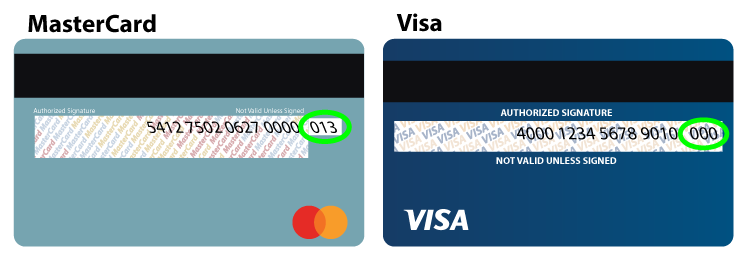 MasterCard
Authorized Signature Not Valid Unless Signed
5412 7502 0627 0000 013
Visa
AUTHORIZED SIGNATURE
4000 1234 5678 9010 000
NOT VALID UNLESS SIGNED
VISA